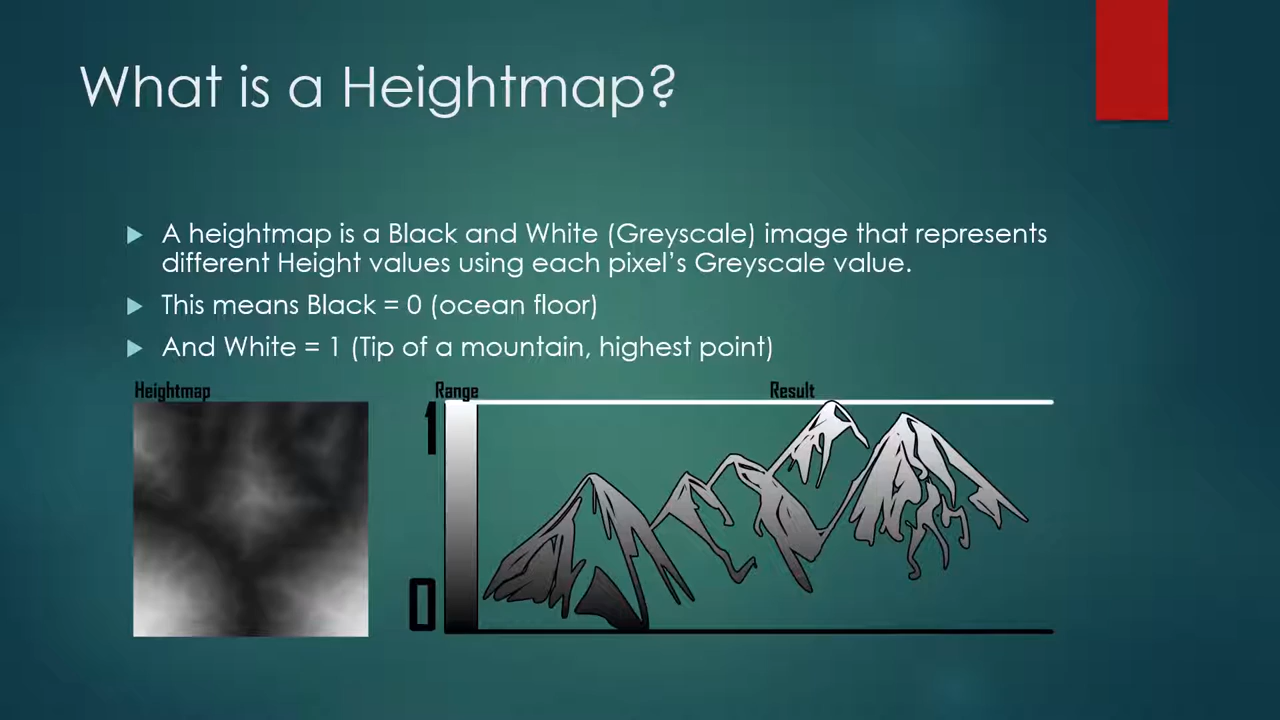 What is a Heightmap?
A heightmap is a Black and White (Greyscale) image that represents
different Height values using each pixel's Greyscale value.
This means Black = 0 (ocean floor)
And White = 1 (Tip of a mountain, highest point)
Heightmap Range Result
1
0